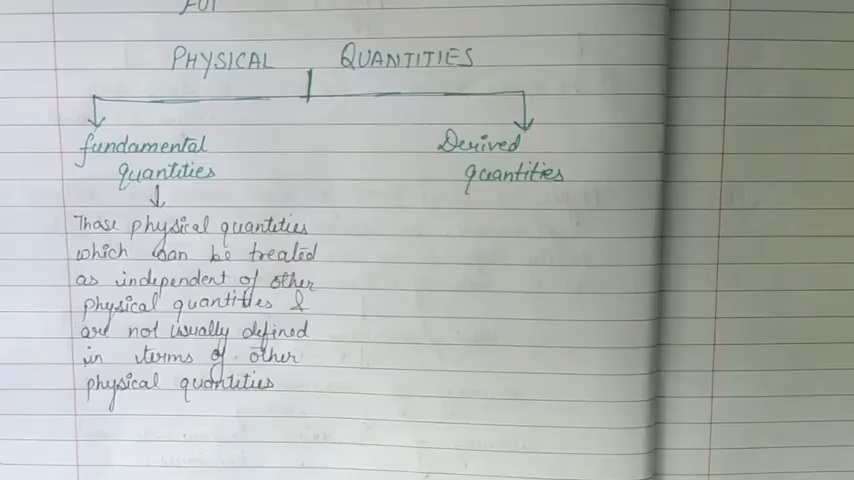 PHYSICAL QUANTITIES
fundamental
quantities
Derived
quantities
Those physical quantities
which can be treated
as independent of other
physical quantities &
are not usually defined
in terms of other
physical quantities